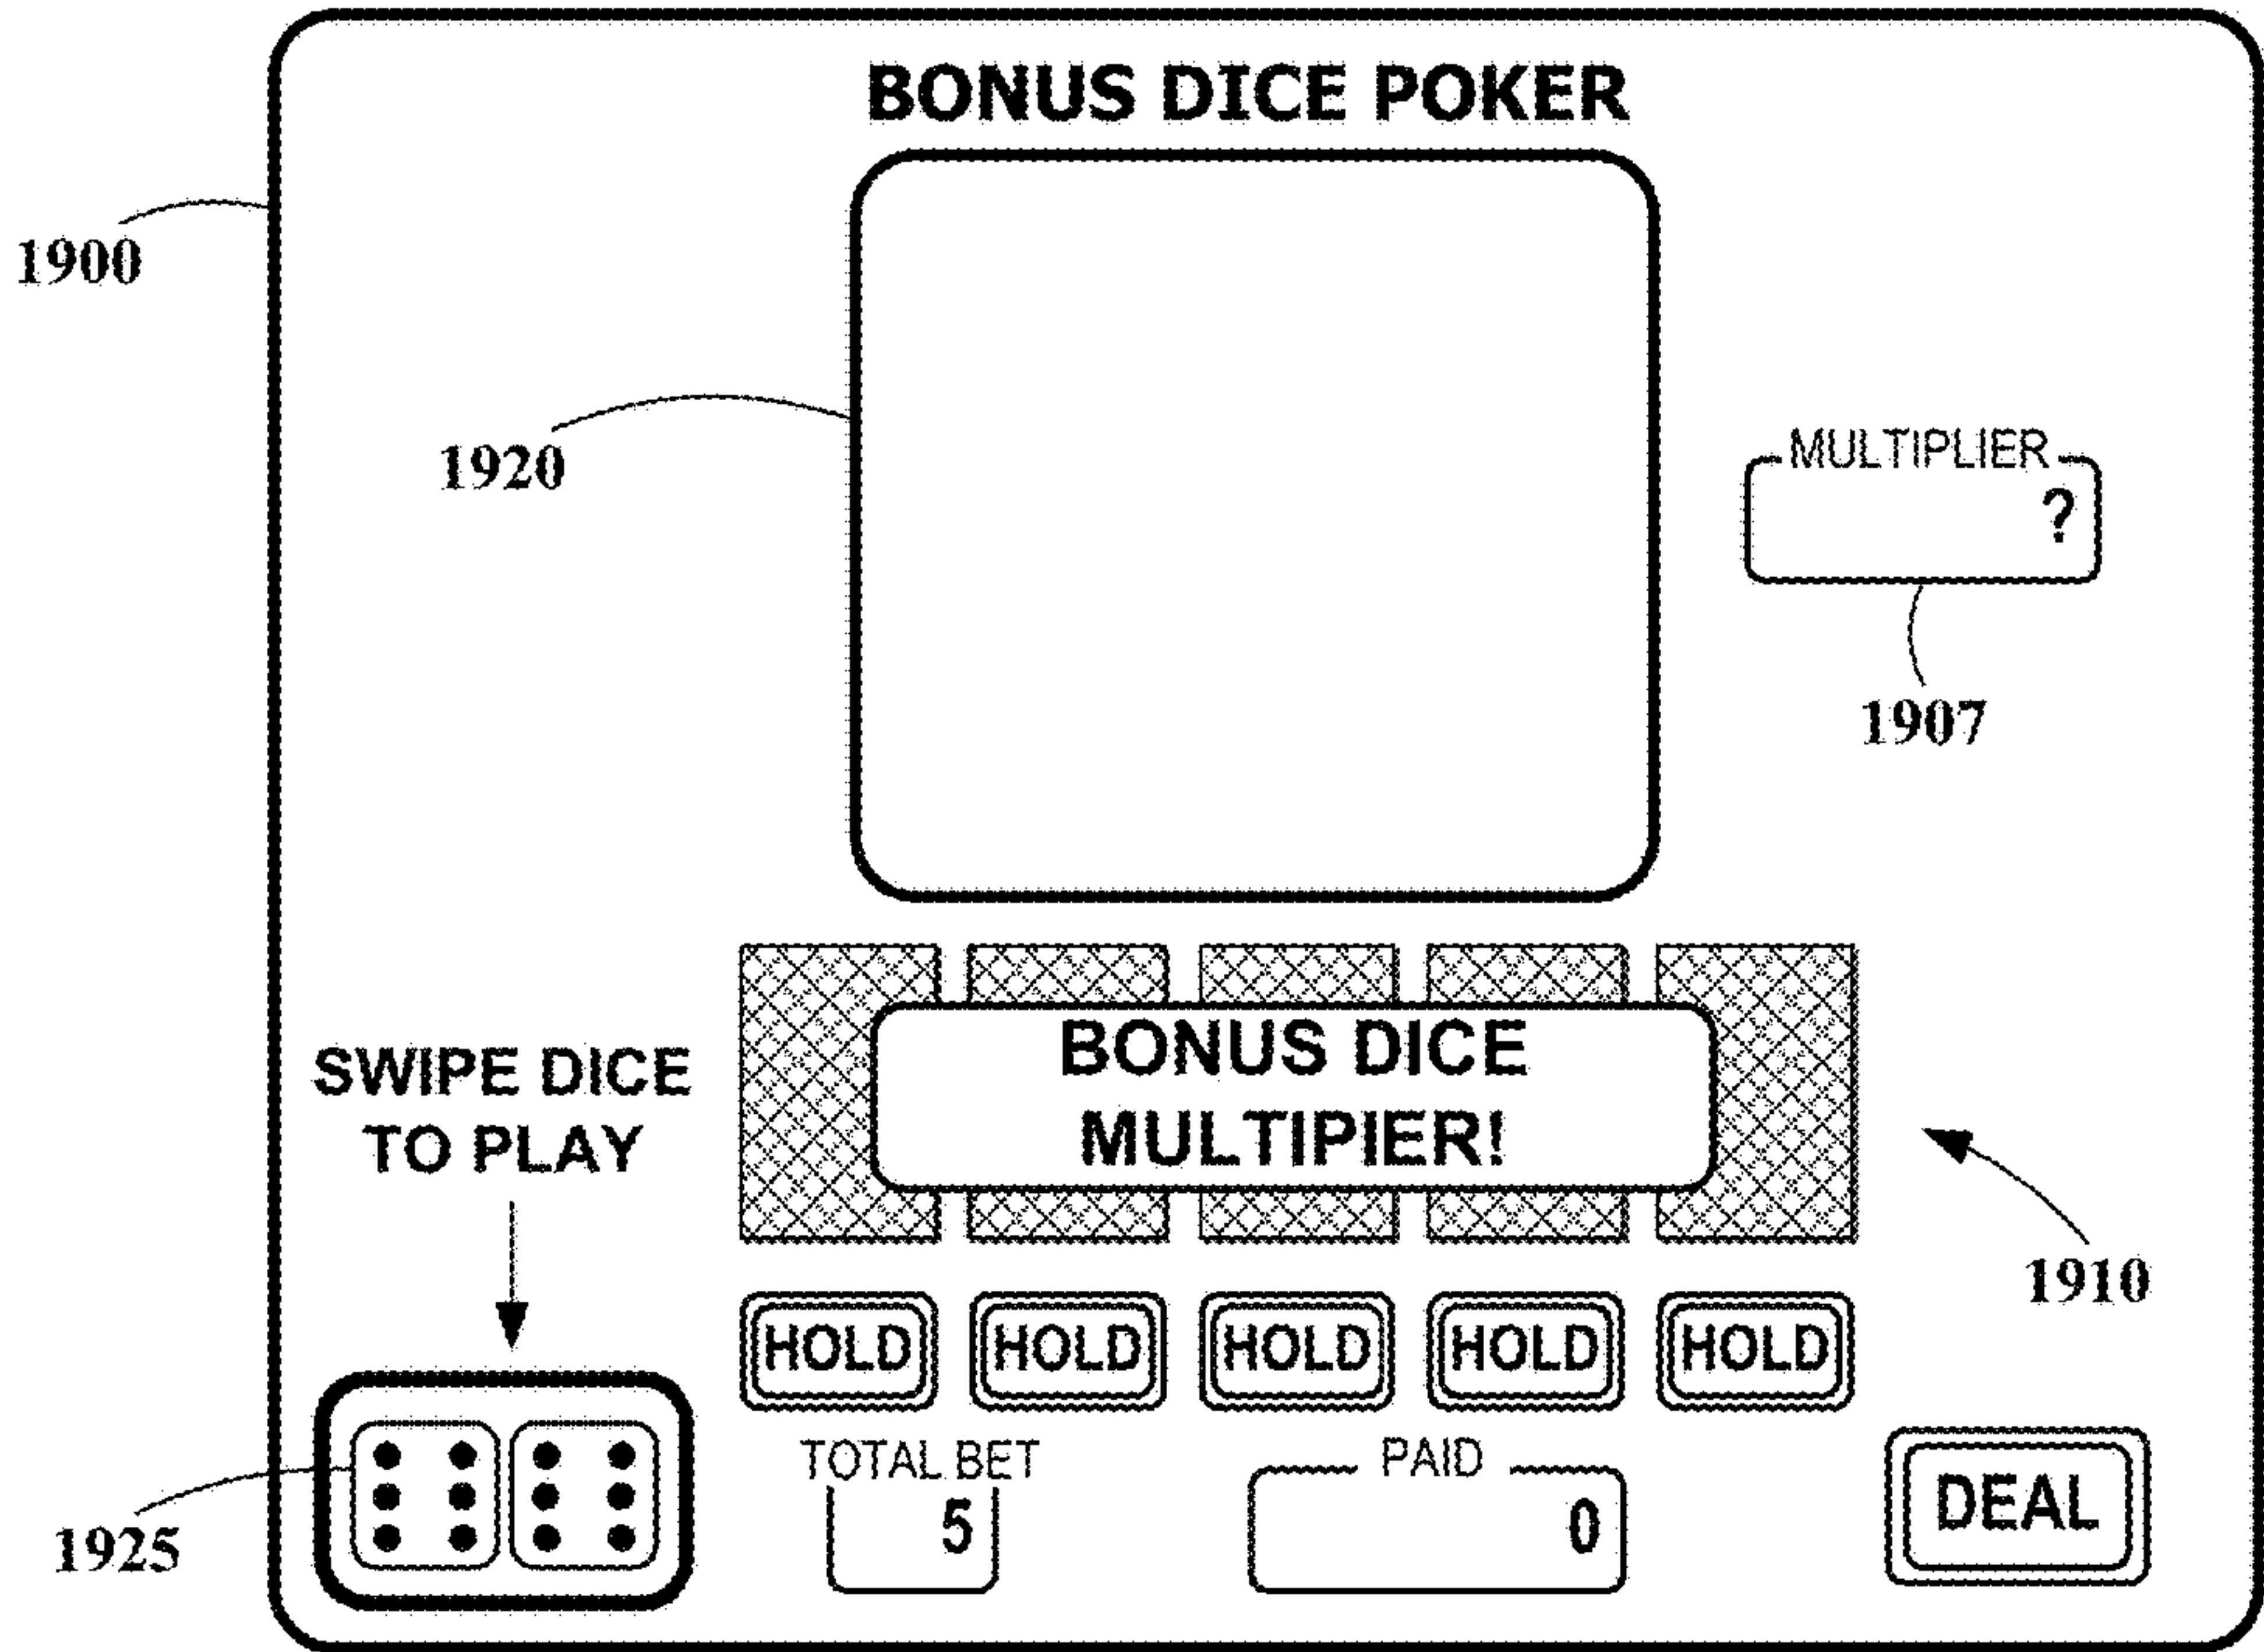 BONUS DICE POKER
1900
1920
MULTIPLIER
?
1907
BONUS DICE
MULTIPIER!
SWIPE DICE
TO PLAY
1910
HOLD HOLD HOLD HOLD HOLD
TOTAL BET
5
PAID
0
DEAL
1925